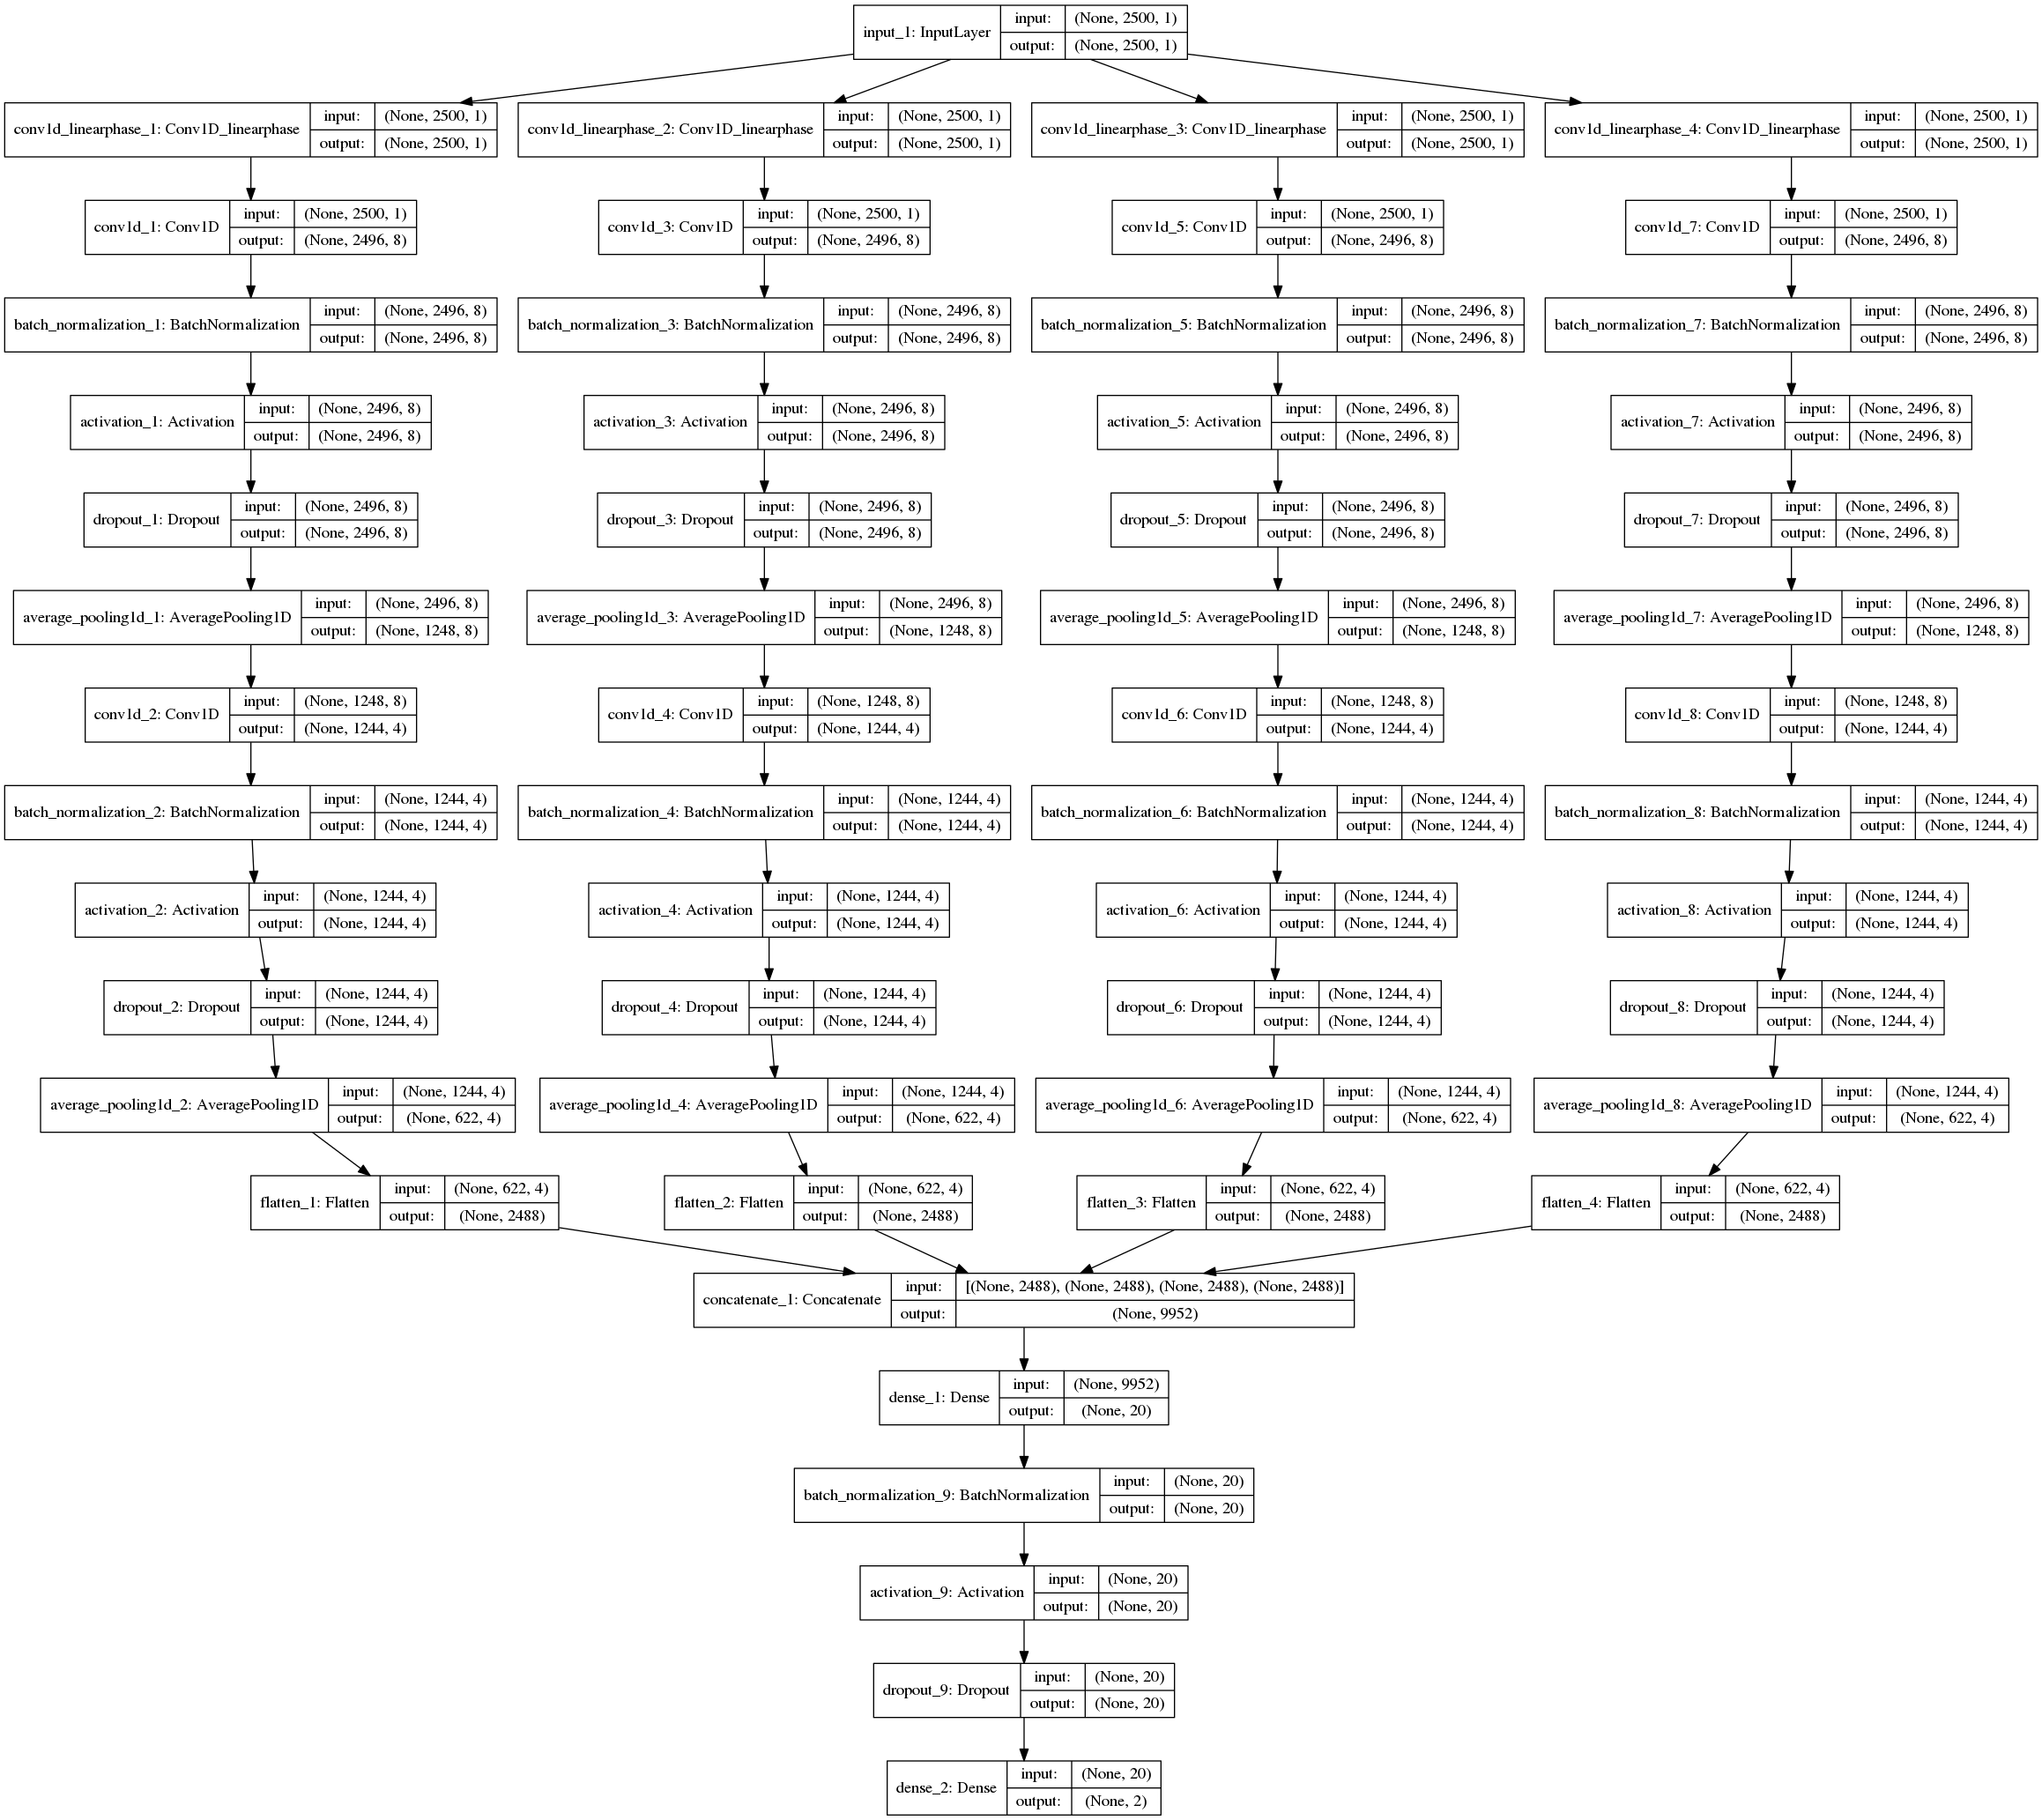 input_1: InputLayer
input: (None, 2500, 1)
output: (None, 2500, 1)
conv1d_linearphase_1: Conv1D_linearphase
input: (None, 2500, 1)
output: (None, 2500, 1)
conv1d_linearphase_2: Conv1D_linearphase
input: (None, 2500, 1)
output: (None, 2500, 1)
conv1d_linearphase_3: Conv1D_linearphase
input: (None, 2500, 1)
output: (None, 2500, 1)
conv1d_linearphase_4: Conv1D_linearphase
input: (None, 2500, 1)
output: (None, 2500, 1)
conv1d_1: Conv1D
input: (None, 2500, 1)
output: (None, 2496, 8)
conv1d_3: Conv1D
input: (None, 2500, 1)
output: (None, 2496, 8)
conv1d_5: Conv1D
input: (None, 2500, 1)
output: (None, 2496, 8)
conv1d_7: Conv1D
input: (None, 2500, 1)
output: (None, 2496, 8)
batch_normalization_1: BatchNormalization
input: (None, 2496, 8)
output: (None, 2496, 8)
batch_normalization_3: BatchNormalization
input: (None, 2496, 8)
output: (None, 2496, 8)
batch_normalization_5: BatchNormalization
input: (None, 2496, 8)
output: (None, 2496, 8)
batch_normalization_7: BatchNormalization
input: (None, 2496, 8)
output: (None, 2496, 8)
activation_1: Activation
input: (None, 2496, 8)
output: (None, 2496, 8)
activation_3: Activation
input: (None, 2496, 8)
output: (None, 2496, 8)
activation_5: Activation
input: (None, 2496, 8)
output: (None, 2496, 8)
activation_7: Activation
input: (None, 2496, 8)
output: (None, 2496, 8)
dropout_1: Dropout
input: (None, 2496, 8)
output: (None, 2496, 8)
dropout_3: Dropout
input: (None, 2496, 8)
output: (None, 2496, 8)
dropout_5: Dropout
input: (None, 2496, 8)
output: (None, 2496, 8)
dropout_7: Dropout
input: (None, 2496, 8)
output: (None, 2496, 8)
average_pooling1d_1: AveragePooling1D
input: (None, 2496, 8)
output: (None, 1248, 8)
average_pooling1d_3: AveragePooling1D
input: (None, 2496, 8)
output: (None, 1248, 8)
average_pooling1d_5: AveragePooling1D
input: (None, 2496, 8)
output: (None, 1248, 8)
average_pooling1d_7: AveragePooling1D
input: (None, 2496, 8)
output: (None, 1248, 8)
conv1d_2: Conv1D
input: (None, 1248, 8)
output: (None, 1244, 4)
conv1d_4: Conv1D
input: (None, 1248, 8)
output: (None, 1244, 4)
conv1d_6: Conv1D
input: (None, 1248, 8)
output: (None, 1244, 4)
conv1d_8: Conv1D
input: (None, 1248, 8)
output: (None, 1244, 4)
batch_normalization_2: BatchNormalization
input: (None, 1244, 4)
output: (None, 1244, 4)
batch_normalization_4: BatchNormalization
input: (None, 1244, 4)
output: (None, 1244, 4)
batch_normalization_6: BatchNormalization
input: (None, 1244, 4)
output: (None, 1244, 4)
batch_normalization_8: BatchNormalization
input: (None, 1244, 4)
output: (None, 1244, 4)
activation_2: Activation
input: (None, 1244, 4)
output: (None, 1244, 4)
activation_4: Activation
input: (None, 1244, 4)
output: (None, 1244, 4)
activation_6: Activation
input: (None, 1244, 4)
output: (None, 1244, 4)
activation_8: Activation
input: (None, 1244, 4)
output: (None, 1244, 4)
dropout_2: Dropout
input: (None, 1244, 4)
output: (None, 1244, 4)
dropout_4: Dropout
input: (None, 1244, 4)
output: (None, 1244, 4)
dropout_6: Dropout
input: (None, 1244, 4)
output: (None, 1244, 4)
dropout_8: Dropout
input: (None, 1244, 4)
output: (None, 1244, 4)
average_pooling1d_2: AveragePooling1D
input: (None, 1244, 4)
output: (None, 622, 4)
average_pooling1d_4: AveragePooling1D
input: (None, 1244, 4)
output: (None, 622, 4)
average_pooling1d_6: AveragePooling1D
input: (None, 1244, 4)
output: (None, 622, 4)
average_pooling1d_8: AveragePooling1D
input: (None, 1244, 4)
output: (None, 622, 4)
flatten_1: Flatten
input: (None, 622, 4)
output: (None, 2488)
flatten_2: Flatten
input: (None, 622, 4)
output: (None, 2488)
flatten_3: Flatten
input: (None, 622, 4)
output: (None, 2488)
flatten_4: Flatten
input: (None, 622, 4)
output: (None, 2488)
concatenate_1: Concatenate
input: [(None, 2488), (None, 2488), (None, 2488), (None, 2488)]
output: (None, 9952)
dense_1: Dense
input: (None, 9952)
output: (None, 20)
batch_normalization_9: BatchNormalization
input: (None, 20)
output: (None, 20)
activation_9: Activation
input: (None, 20)
output: (None, 20)
dropout_9: Dropout
input: (None, 20)
output: (None, 20)
dense_2: Dense
input: (None, 20)
output: (None, 2)